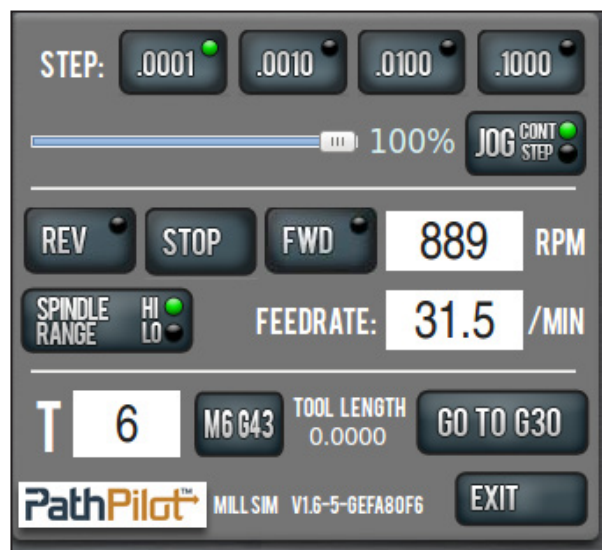 STEP: .0001 .0010 .0100 .1000
100% JOG CONT STEP
REV STOP FWD 889 RPM
SPINDLE RANGE HI LO FEEDRATE: 31.5 /MIN
T 6 M6 G43 TOOL LENGTH 0.0000 GO TO G30
PathPilot™ MILL SIM V1.6-5-GEFA80F6 EXIT